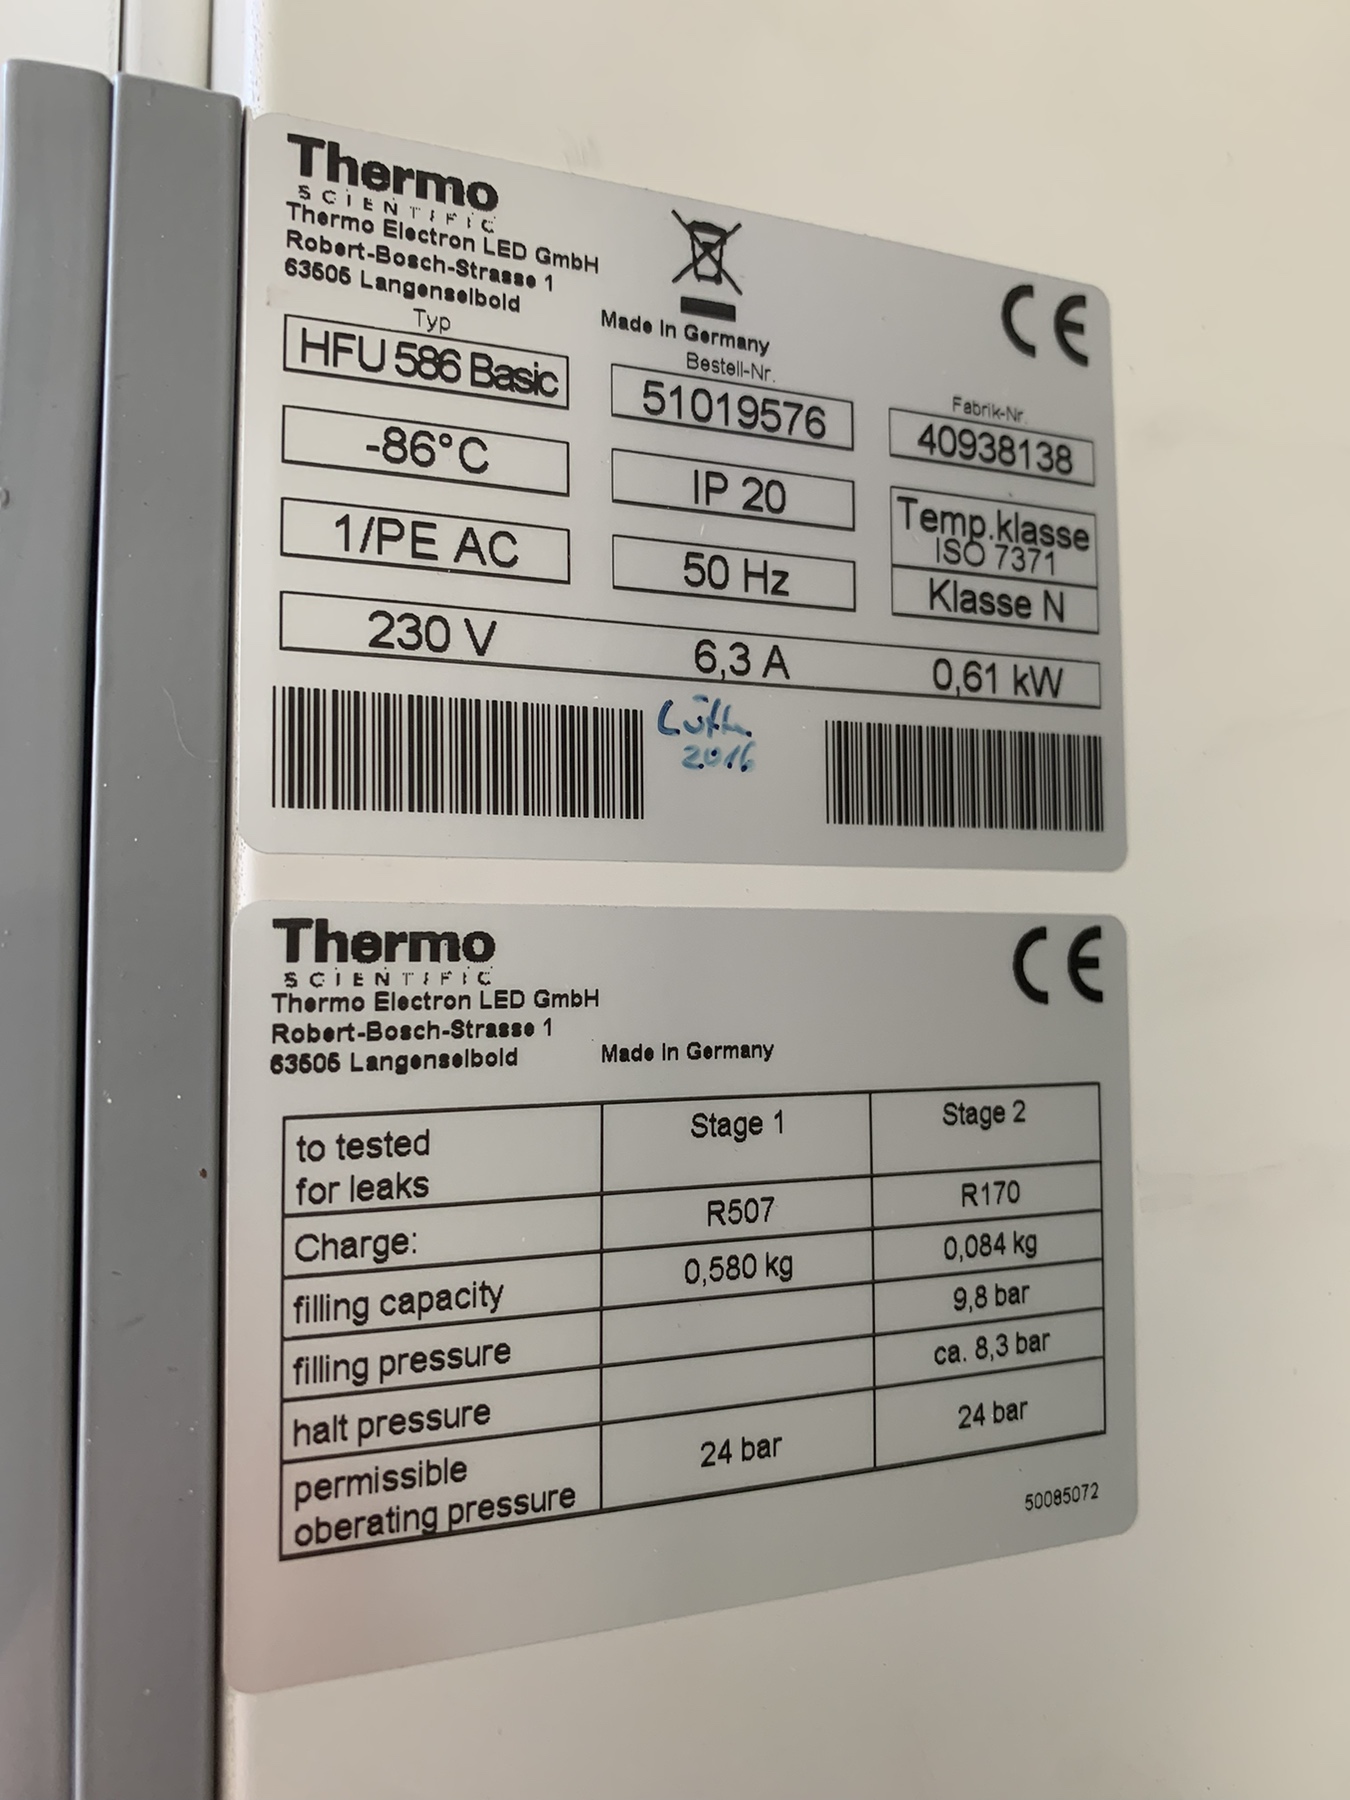 Thermo
SCIENTIFIC
Thermo Electron LED GmbH
Robert-Bosch-Strasse 1
63505 Langenselbold
Made in Germany
CE
Typ
HFU 586 Basic
Bestell-Nr.
51019576
Fabrik-Nr.
40938138
-86°C
IP 20
Temp.klasse
ISO 7371
Klasse N
1/PE AC
50 Hz
230 V 6,3 A 0,61 kW
2016
Thermo
SCIENTIFIC
Thermo Electron LED GmbH
Robert-Bosch-Strasse 1
63505 Langenselbold
Made in Germany
CE
to tested
for leaks
Stage 1
Stage 2
Charge:
R507
R170
filling capacity
0,580 kg
0,084 kg
filling pressure
9,8 bar
halt pressure
ca. 8,3 bar
permissible
oberating pressure
24 bar
24 bar
50085072